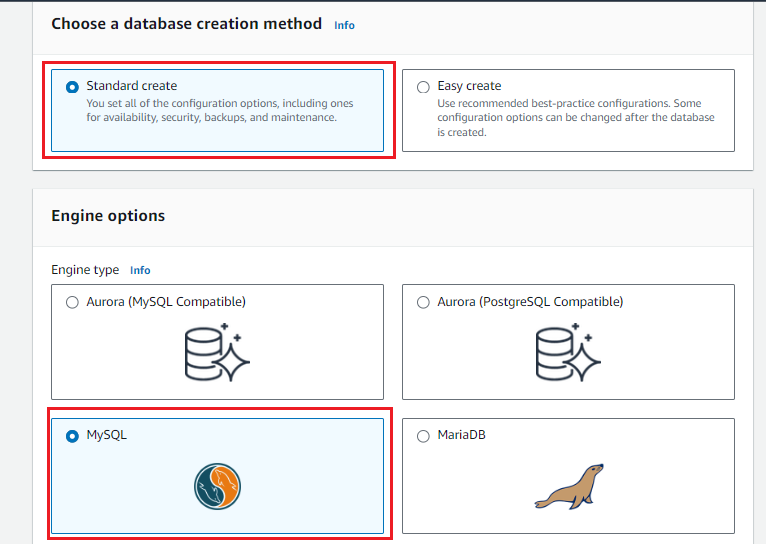 Choose a database creation method Info
Standard create
You set all of the configuration options, including ones
for availability, security, backups, and maintenance.
Easy create
Use recommended best-practice configurations. Some
configuration options can be changed after the database
is created.
Engine options
Engine type Info
Aurora (MySQL Compatible)
Aurora (PostgreSQL Compatible)
MySQL
MariaDB